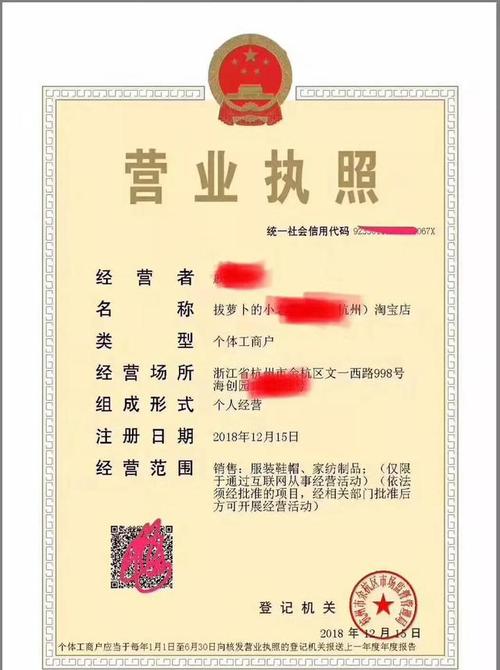 营业执照
统一社会信用代码 067X
经营者
名称 拔萝卜的小 杭州）淘宝店
类型 个体工商户
经营场所 浙江省杭州市余杭区文一西路998号
海创园
组成形式 个人经营
注册日期 2018年12月15日
经营范围 销售：服装鞋帽、家纺制品；（仅限
于通过互联网从事经营活动）（依法
须经批准的项目，经相关部门批准后
方可开展经营活动）
杭州市余杭区市场监督管理局
登记机关
2018 年 12 月 15 日
个体工商户应当于每年1月1日至6月30日向核发营业执照的登记机关报送上一年度年度报告